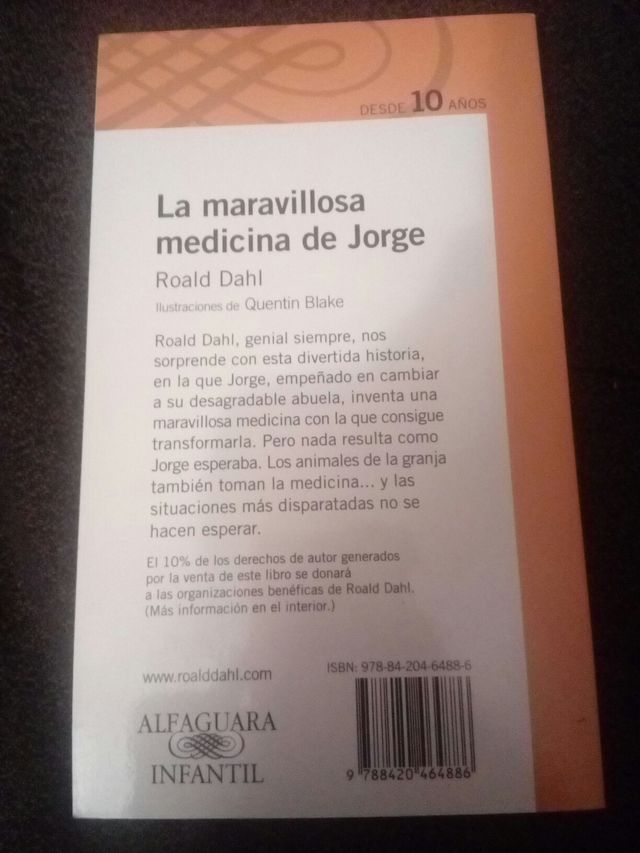 DESDE 10 AÑOS
La maravillosa
medicina de Jorge
Roald Dahl
Ilustraciones de Quentin Blake
Roald Dahl, genial siempre, nos
sorprende con esta divertida historia,
en la que Jorge, empeñado en cambiar
a su desagradable abuela, inventa una
maravillosa medicina con la que consigue
transformarla. Pero nada resulta como
Jorge esperaba. Los animales de la granja
también toman la medicina... y las
situaciones más disparatadas no se
hacen esperar.
El 10% de los derechos de autor generados
por la venta de este libro se donará
a las organizaciones benéficas de Roald Dahl.
(Más información en el interior.)
www.roalddahl.com
ISBN: 978-84-204-6488-6
ALFAGUARA
INFANTIL
9 788420 464886